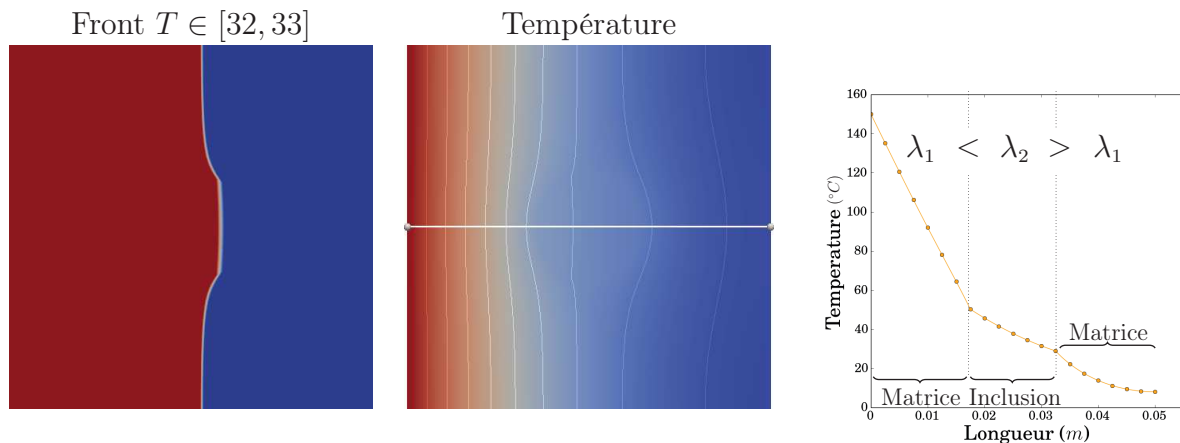 Front T ∈ [32, 33]
Température
160
140
120
100
80
60
40
20
0
Temperature (°C)
λ₁ < λ₂ > λ₁
Matrice
Matrice Inclusion
0 0.01 0.02 0.03 0.04 0.05
Longueur (m)